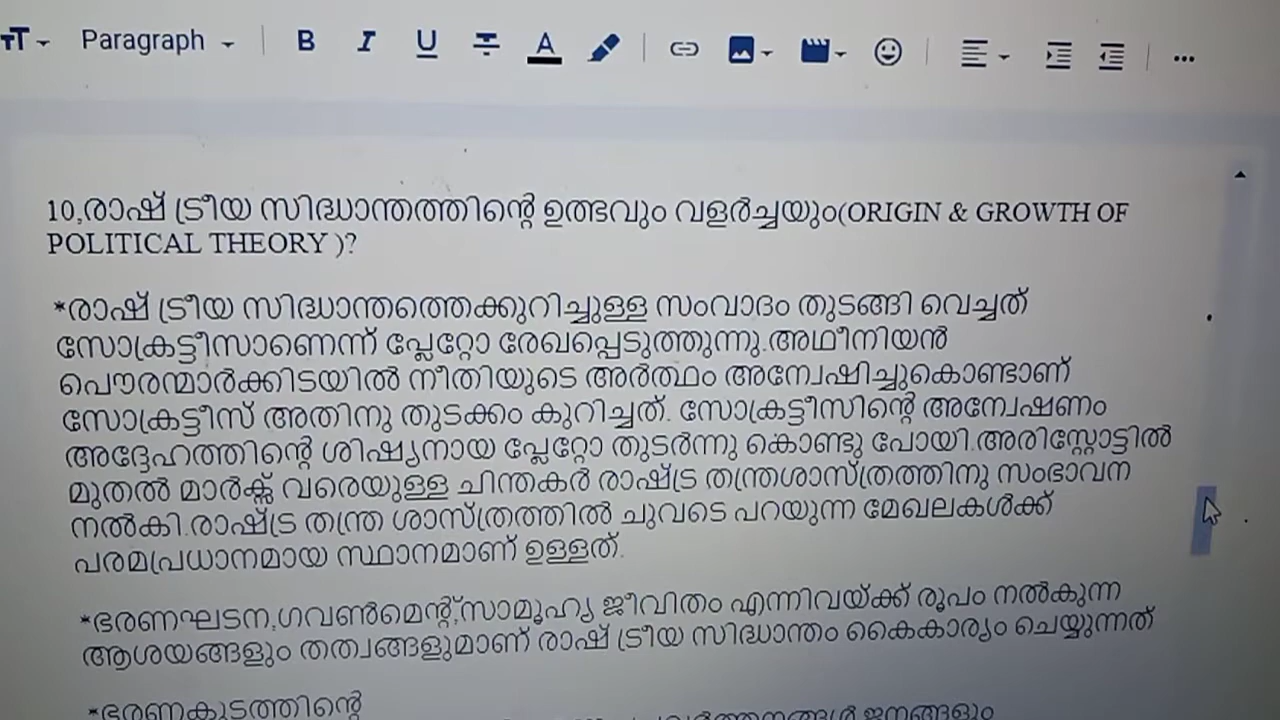 Paragraph
10,രാഷ് ട്രീയ സിദ്ധാന്തത്തിന്റെ ഉത്ഭവും വളർച്ചയും(ORIGIN & GROWTH OF
POLITICAL THEORY )?
*രാഷ് ട്രീയ സിദ്ധാന്തത്തെക്കുറിച്ചുള്ള സംവാദം തുടങ്ങി വെച്ചത്
സോക്രട്ടീസാണെന്ന് പ്ലേറ്റോ രേഖപ്പെടുത്തുന്നു.അഥീനിയൻ
പൌരന്മാർക്കിടയിൽ നീതിയുടെ അർത്ഥം അന്വേഷിച്ചുകൊണ്ടാണ്
സോക്രട്ടീസ് അതിനു തുടക്കം കുറിച്ചത്. സോക്രട്ടീസിന്റെ അന്വേഷണം
അദ്ദേഹത്തിന്റെ ശിഷ്യനായ പ്ലേറ്റോ തുടർന്നു കൊണ്ടു പോയി.അരിസ്റ്റോട്ടിൽ
മുതൽ മാർക്സ് വരെയുള്ള ചിന്തകർ രാഷ്ട്ര തന്ത്രശാസ്ത്രത്തിനു സംഭാവന
നൽകി.രാഷ്ട്ര തന്ത്ര ശാസ്ത്രത്തിൽ ചുവടെ പറയുന്ന മേഖലകൾക്ക്
പരമപ്രധാനമായ സ്ഥാനമാണ് ഉള്ളത്.
*ഭരണഘടന,ഗവൺമെന്റ്,സാമൂഹ്യ ജീവിതം എന്നിവയ്ക്ക് രൂപം നൽകുന്ന
ആശയങ്ങളും തത്വങ്ങളുമാണ് രാഷ് ട്രീയ സിദ്ധാന്തം കൈകാര്യം ചെയ്യുന്നത്
*ഭരണകൂടത്തിന്റെ